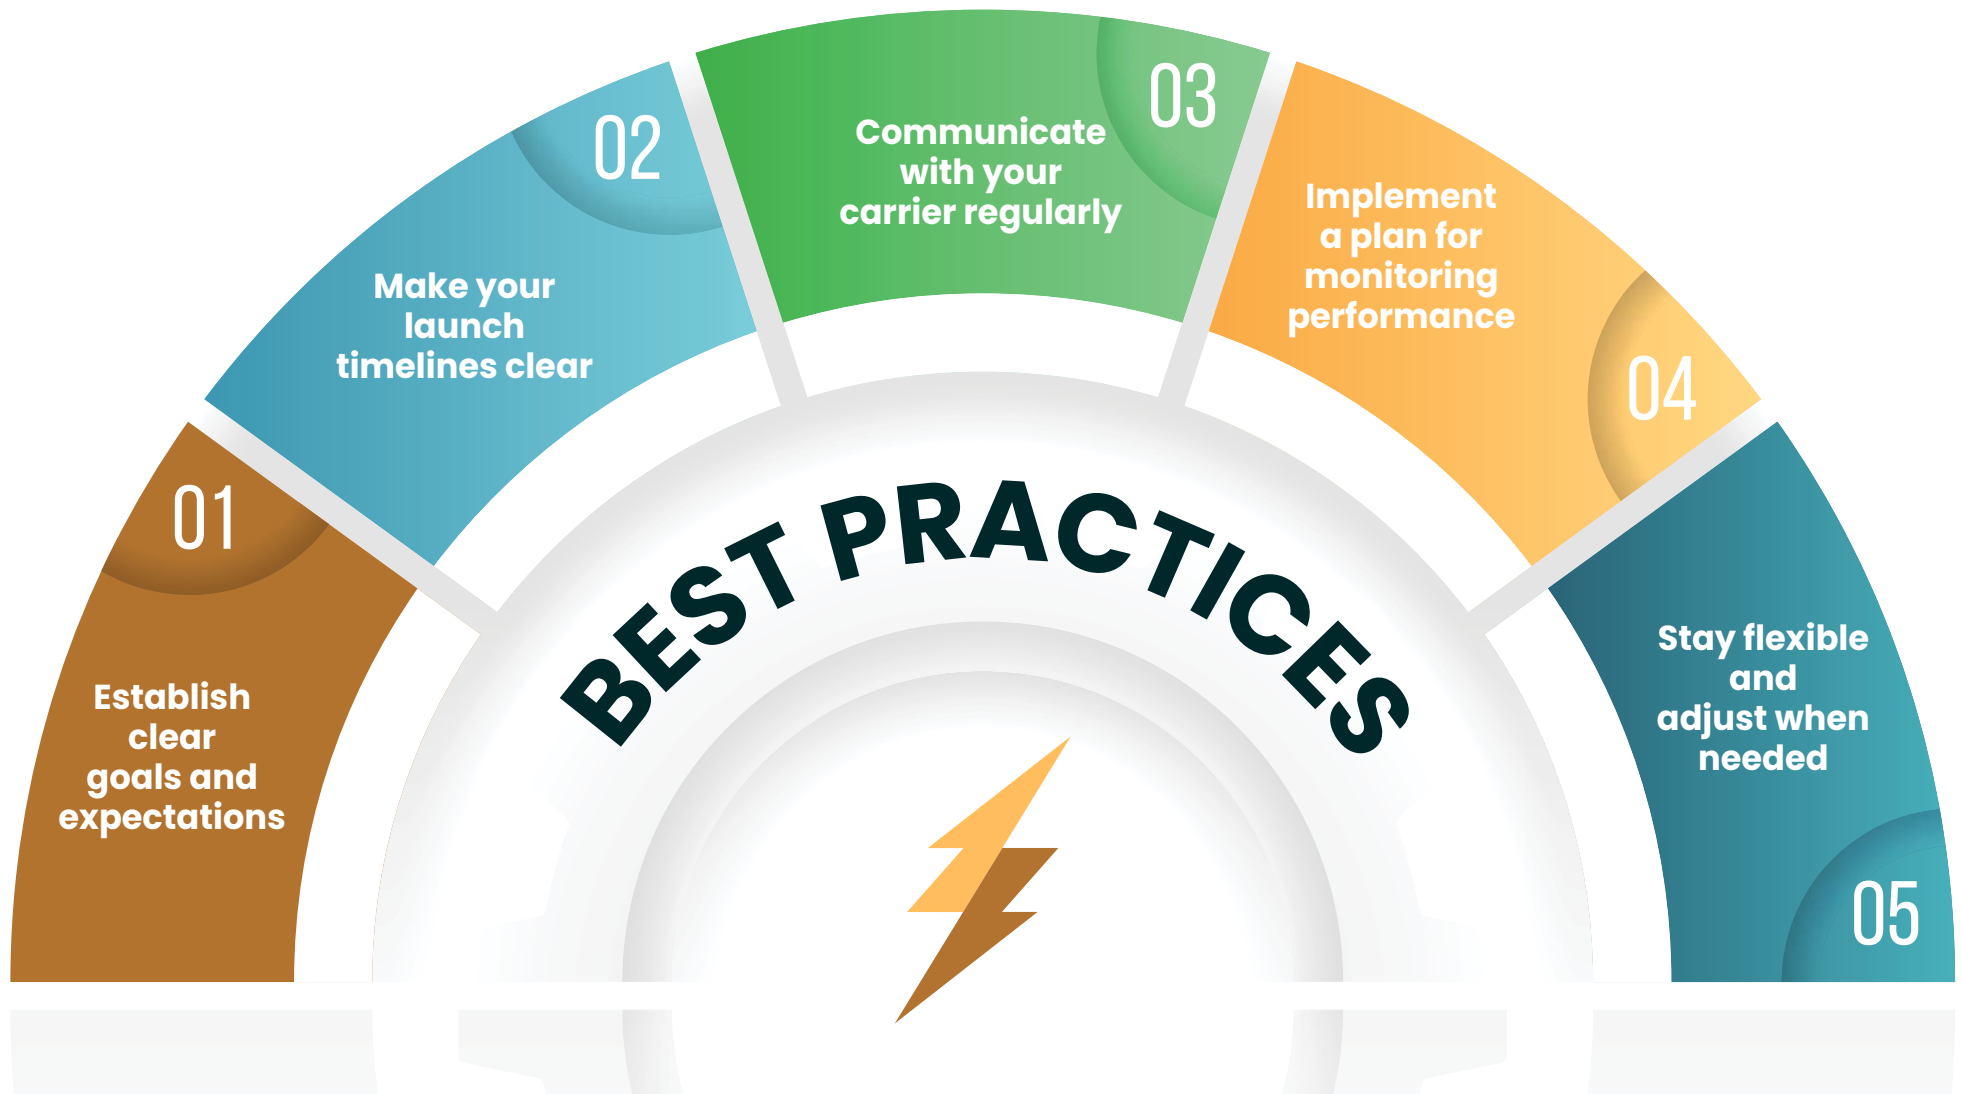 BEST PRACTICES
01
Establish
clear
goals and
expectations
02
Make your
launch
timelines clear
03
Communicate
with your
carrier regularly
04
Implement
a plan for
monitoring
performance
05
Stay flexible
and
adjust when
needed